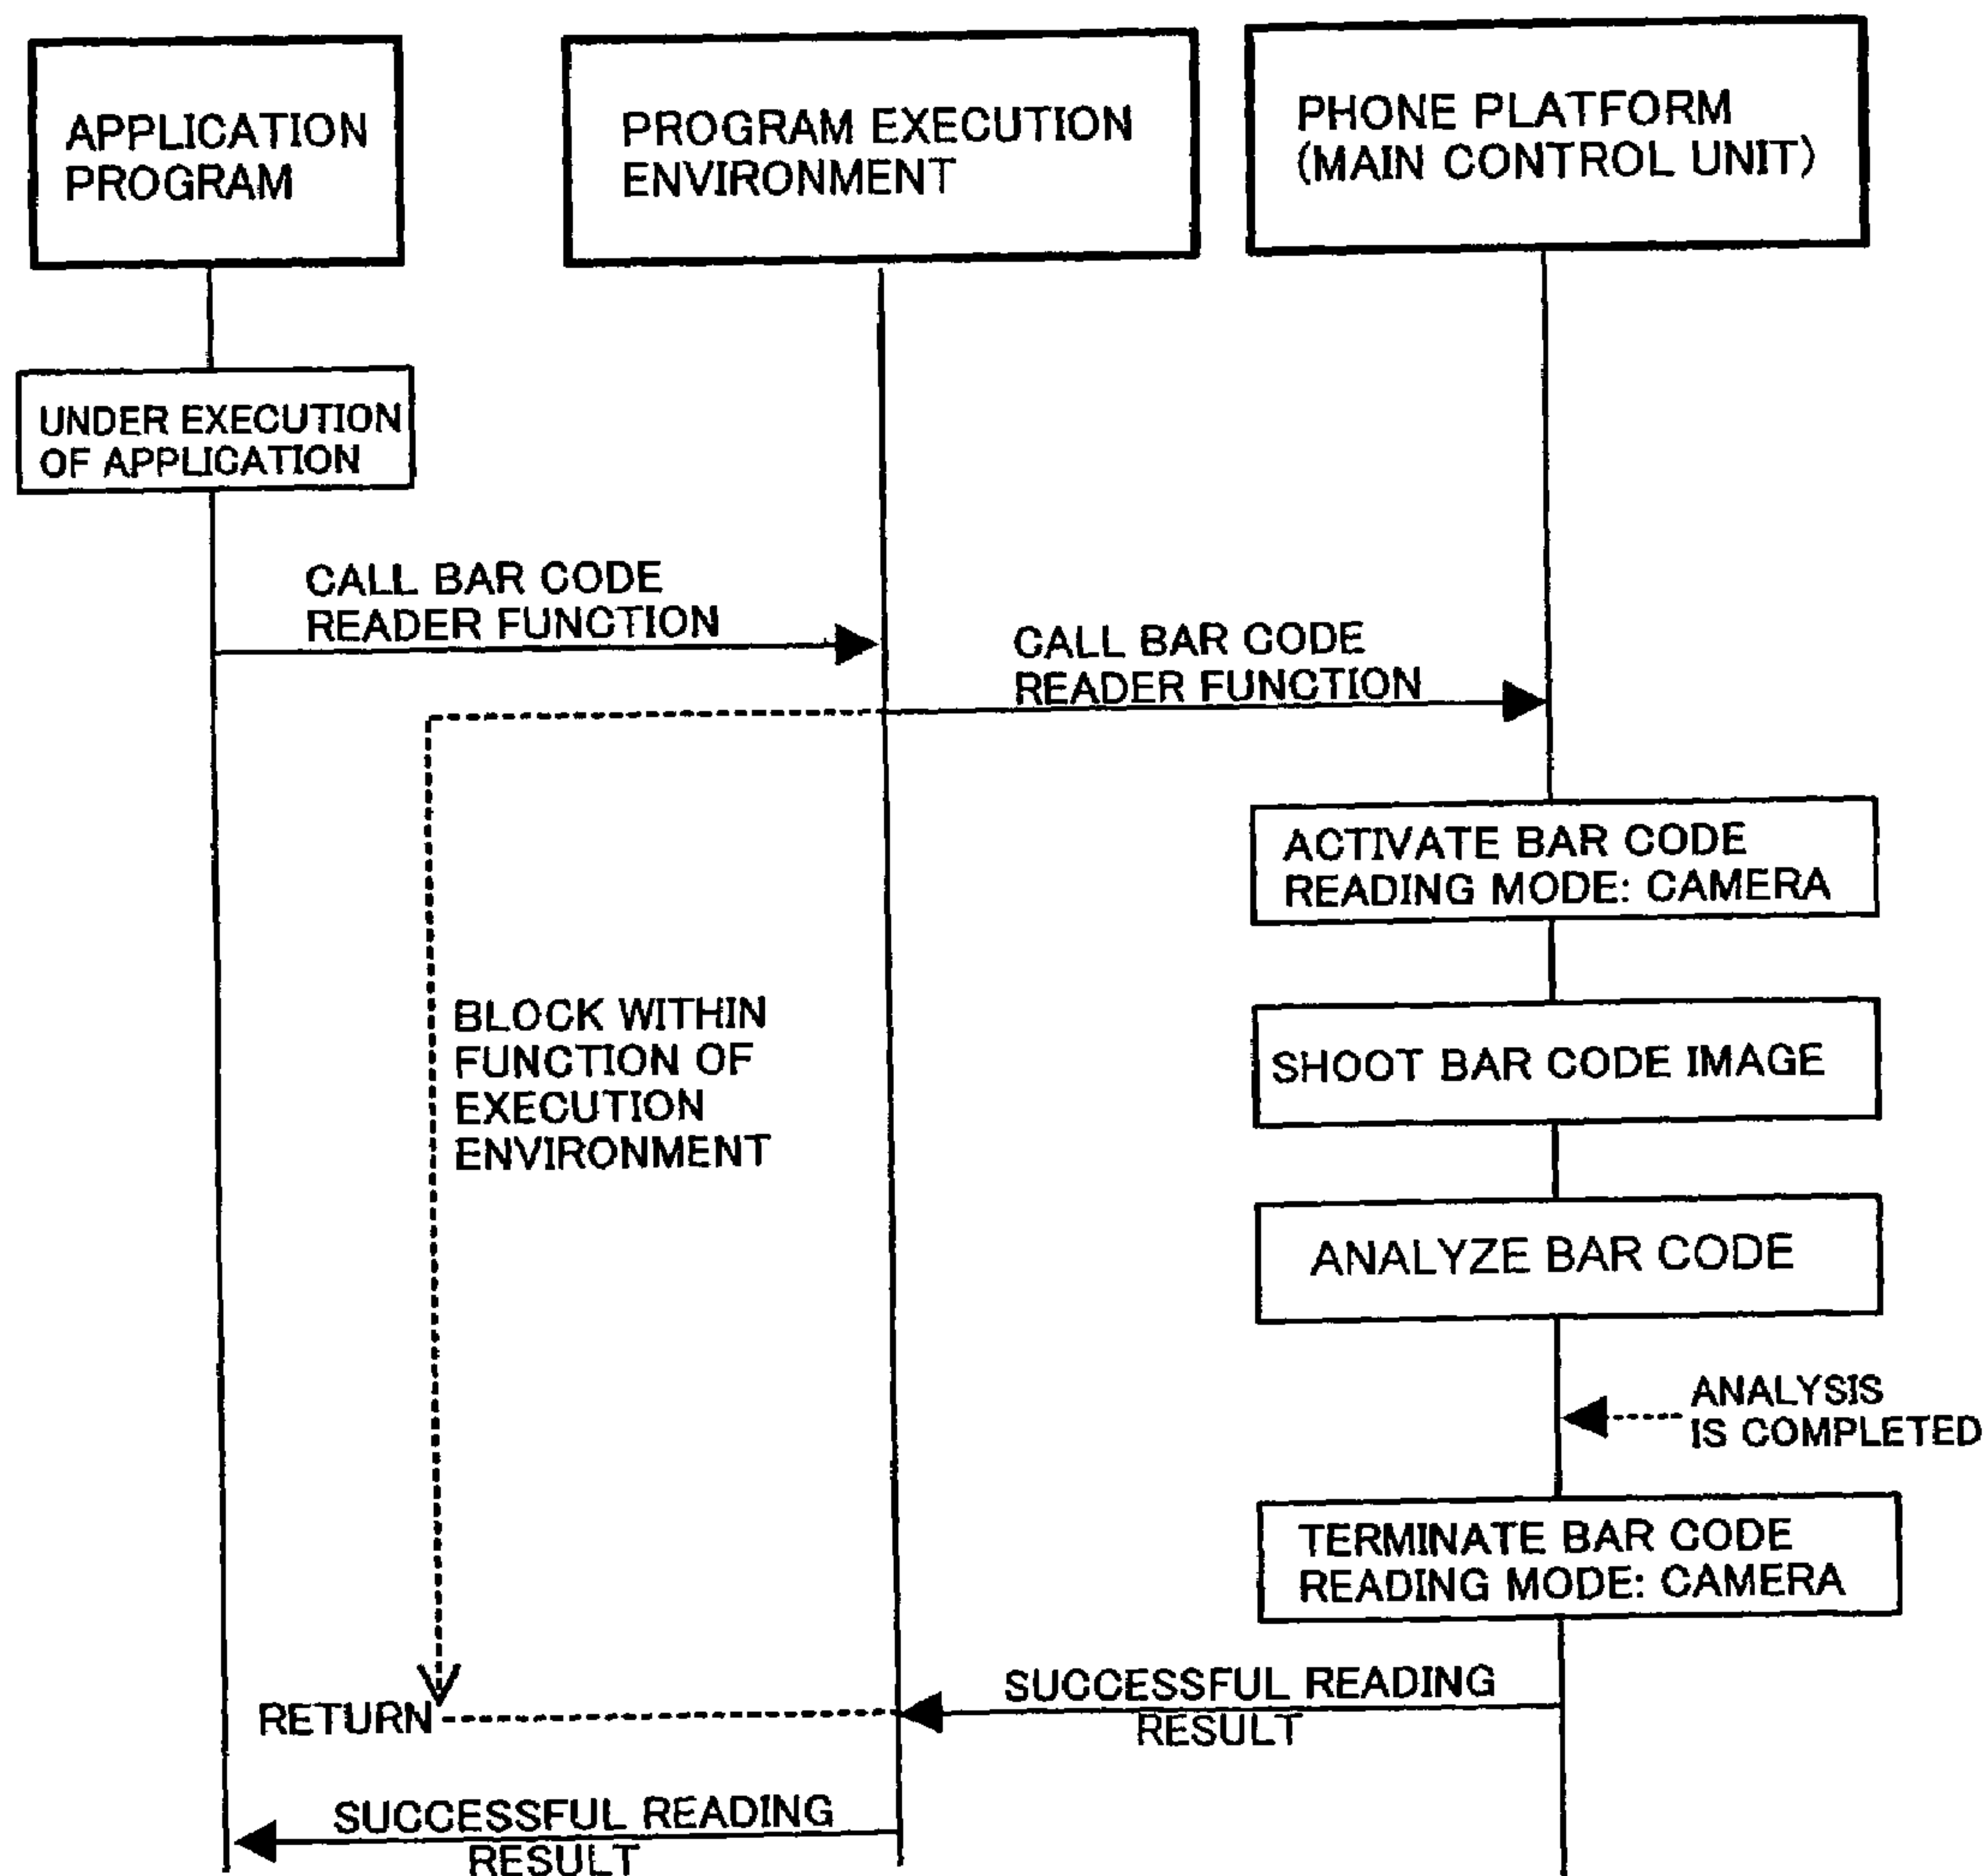 APPLICATION
PROGRAM
PROGRAM EXECUTION
ENVIRONMENT
PHONE PLATFORM
(MAIN CONTROL UNIT)
UNDER EXECUTION
OF APPLICATION
CALL BAR CODE
READER FUNCTION
CALL BAR CODE
READER FUNCTION
ACTIVATE BAR CODE
READING MODE: CAMERA
BLOCK WITHIN
FUNCTION OF
EXECUTION
ENVIRONMENT
SHOOT BAR CODE IMAGE
ANALYZE BAR CODE
ANALYSIS
IS COMPLETED
TERMINATE BAR CODE
READING MODE: CAMERA
SUCCESSFUL READING
RESULT
RETURN
SUCCESSFUL READING
RESULT